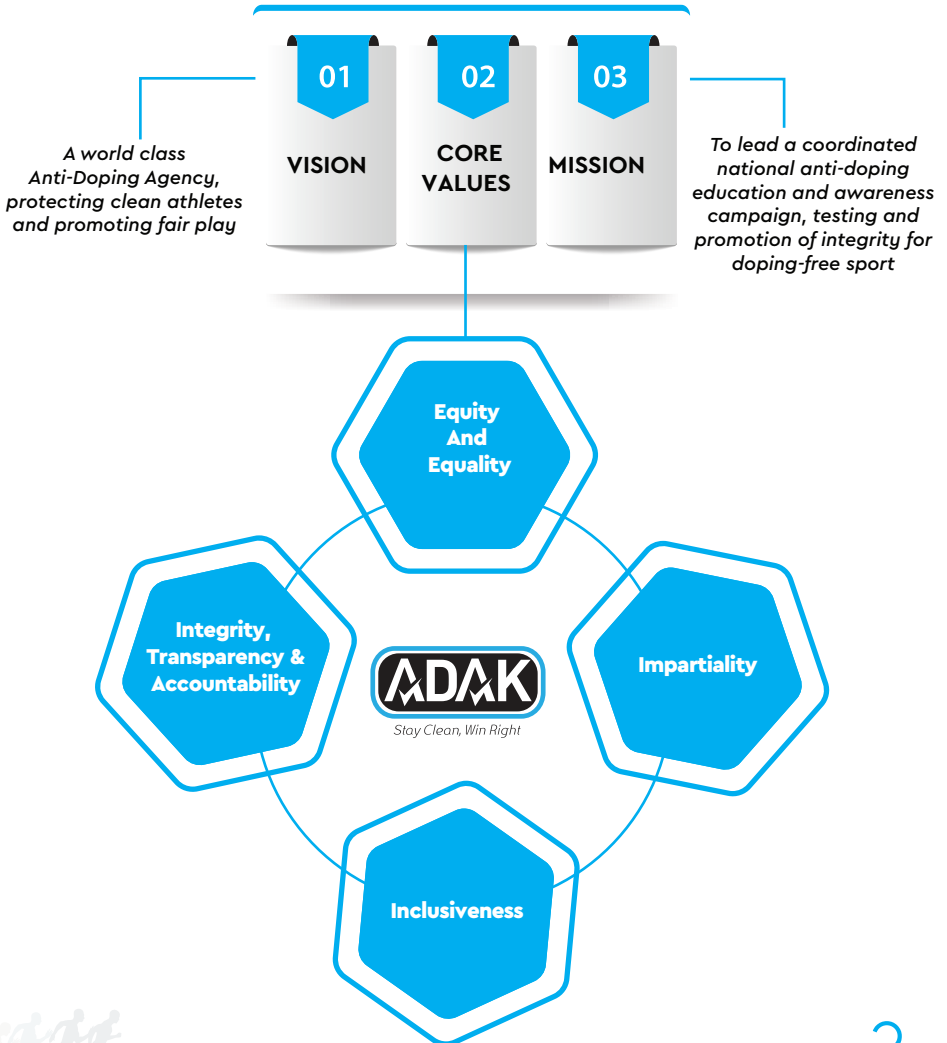 01
02
03
VISION
CORE
VALUES
MISSION
A world class
Anti-Doping Agency,
protecting clean athletes
and promoting fair play
To lead a coordinated
national anti-doping
education and awareness
campaign, testing and
promotion of integrity for
doping-free sport
Equity
And
Equality
Integrity,
Transparency &
Accountability
ADAK
Stay Clean, Win Right
Impartiality
Inclusiveness